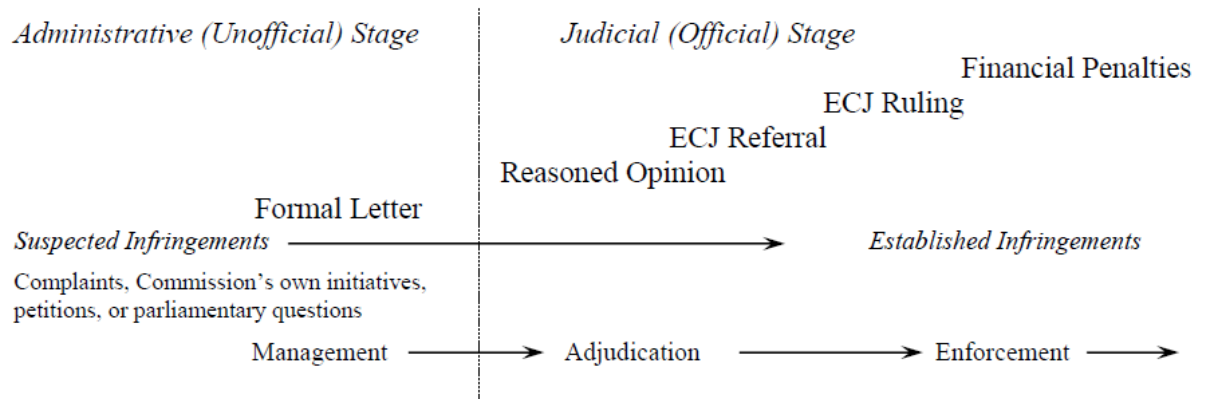 Administrative (Unofficial) Stage
Judicial (Official) Stage
Financial Penalties
ECJ Ruling
ECJ Referral
Reasoned Opinion
Formal Letter
Suspected Infringements
Established Infringements
Complaints, Commission’s own initiatives,
petitions, or parliamentary questions
Management
Adjudication
Enforcement